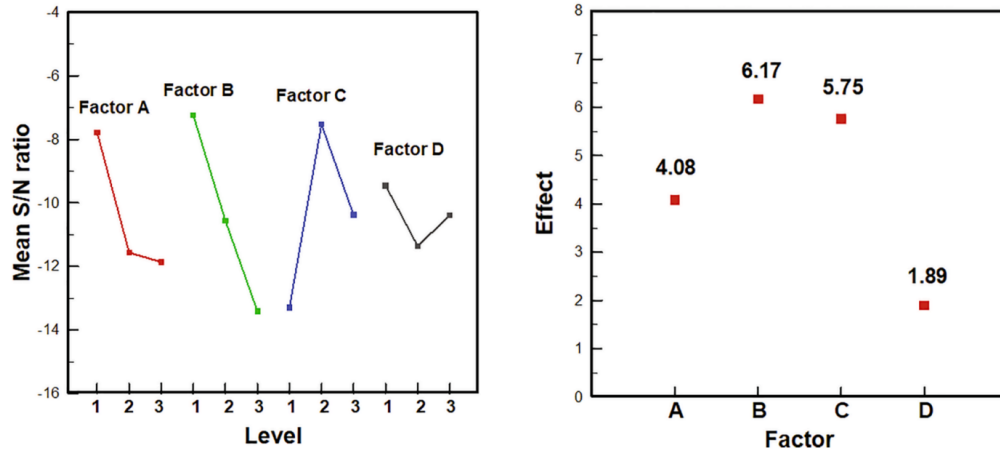 -4
-6
-8
-10
-12
-14
-16
Mean S/N ratio
Factor A
Factor B
Factor C
Factor D
1 2 3 1 2 3 1 2 3 1 2 3
Level
8
7
6
5
4
3
2
1
0
Effect
4.08
6.17
5.75
1.89
A B C D
Factor